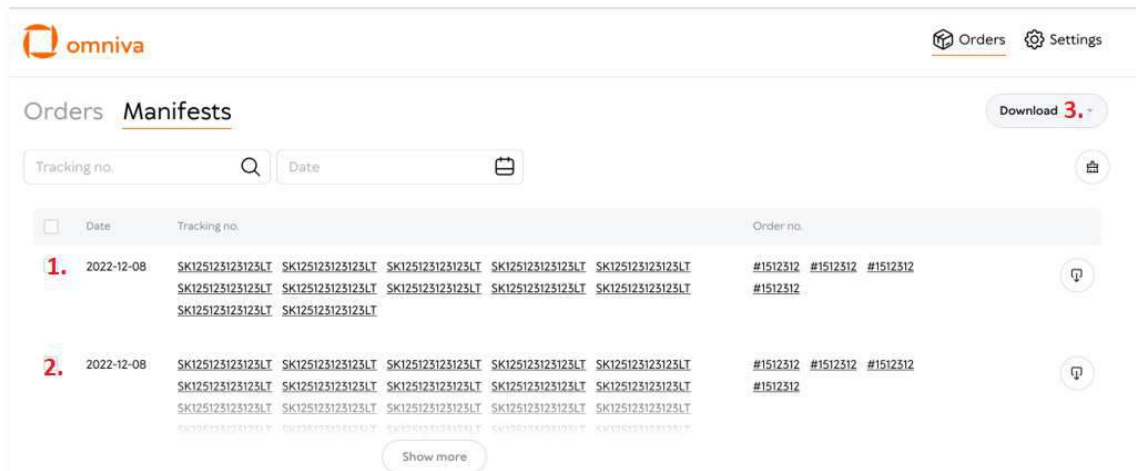 omniva
Orders Settings
Orders Manifests
Download 3.
Tracking no. Date
Date Tracking no. Order no.
1. 2022-12-08 SK125123123123LT SK125123123123LT SK125123123123LT SK125123123123LT SK125123123123LT #1512312 #1512312 #1512312
SK125123123123LT SK125123123123LT SK125123123123LT SK125123123123LT SK125123123123LT #1512312
SK125123123123LT SK125123123123LT
2. 2022-12-08 SK125123123123LT SK125123123123LT SK125123123123LT SK125123123123LT SK125123123123LT #1512312 #1512312 #1512312
SK125123123123LT SK125123123123LT SK125123123123LT SK125123123123LT SK125123123123LT #1512312
SK125123123123LT SK125123123123LT SK125123123123LT SK125123123123LT SK125123123123LT
Show more